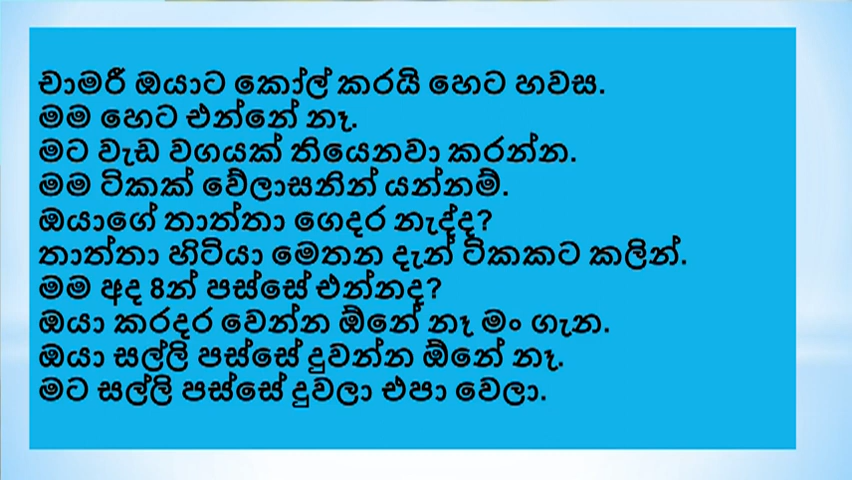 චාමරී ඔයාට කෝල් කරයි හෙට හවස.
මම හෙට එන්නේ නෑ.
මට වැඩ වගයක් තියෙනවා කරන්න.
මම ටිකක් වේලාසනින් යන්නම්.
ඔයාගේ තාත්තා ගෙදර නැද්ද?
තාත්තා හිටියා මෙතන දැන් ටිකකට කලින්.
මම අද 8න් පස්සේ එන්නද?
ඔයා කරදර වෙන්න ඕනේ නෑ මං ගැන.
ඔයා සල්ලි පස්සේ දුවන්න ඕනේ නෑ.
මට සල්ලි පස්සේ දුවලා එපා වෙලා.